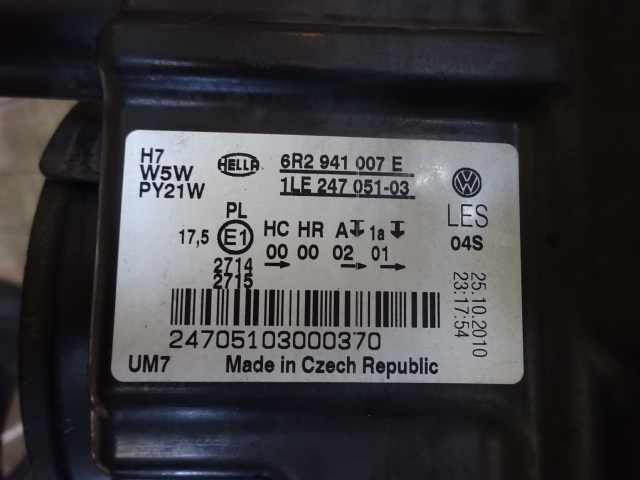 H7
W5W
PY21W
HELLA
6R2 941 007 E
1LE 247 051-03
LES
04S
PL
17,5 E1
HC HR A 1a
00 00 02 01
2714
2715
24705103000370
UM7 Made in Czech Republic
25.10.2010
23:17:54